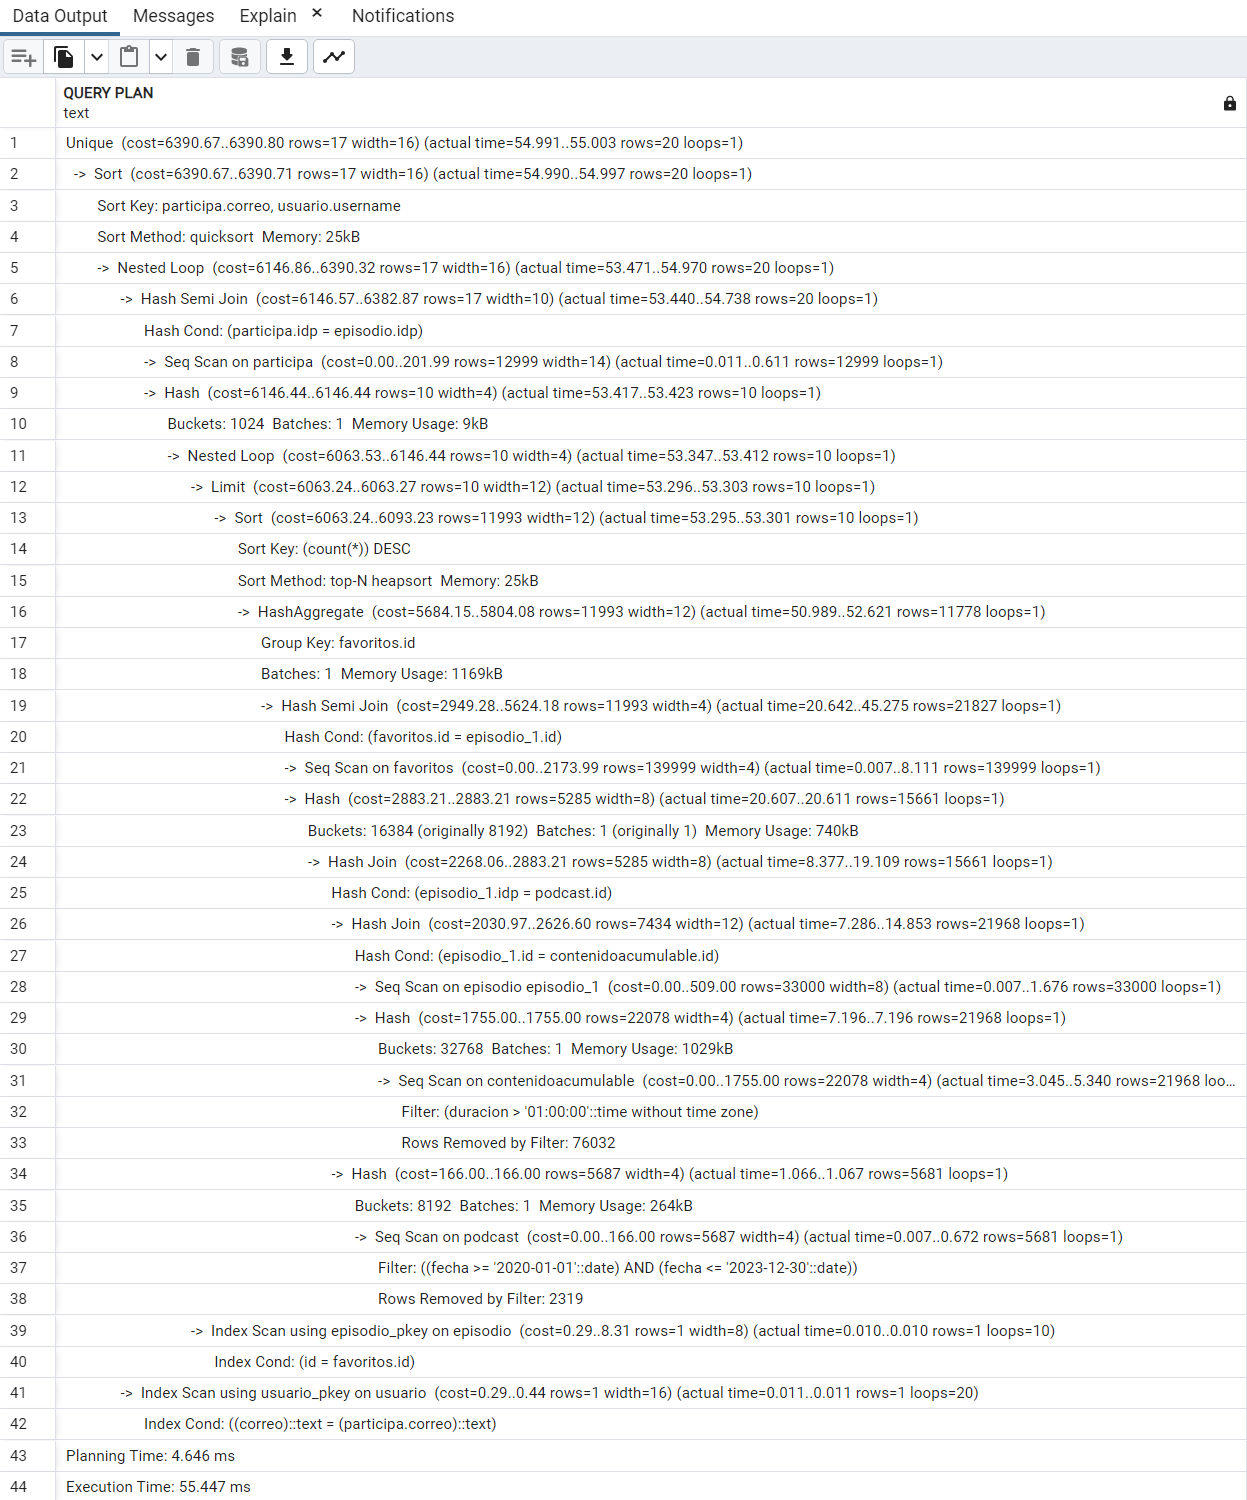 Data Output Messages Explain × Notifications
QUERY PLAN
text
1 Unique (cost=6390.67..6390.80 rows=17 width=16) (actual time=54.991..55.003 rows=20 loops=1)
2 -> Sort (cost=6390.67..6390.71 rows=17 width=16) (actual time=54.990..54.997 rows=20 loops=1)
3 Sort Key: participa.correo, usuario.username
4 Sort Method: quicksort Memory: 25kB
5 -> Nested Loop (cost=6146.86..6390.32 rows=17 width=16) (actual time=53.471..54.970 rows=20 loops=1)
6 -> Hash Semi Join (cost=6146.57..6382.87 rows=17 width=10) (actual time=53.440..54.738 rows=20 loops=1)
7 Hash Cond: (participa.idp = episodio.idp)
8 -> Seq Scan on participa (cost=0.00..201.99 rows=12999 width=14) (actual time=0.011..0.611 rows=12999 loops=1)
9 -> Hash (cost=6146.44..6146.44 rows=10 width=4) (actual time=53.417..53.423 rows=10 loops=1)
10 Buckets: 1024 Batches: 1 Memory Usage: 9kB
11 -> Nested Loop (cost=6063.53..6146.44 rows=10 width=4) (actual time=53.347..53.412 rows=10 loops=1)
12 -> Limit (cost=6063.24..6063.27 rows=10 width=12) (actual time=53.296..53.303 rows=10 loops=1)
13 -> Sort (cost=6063.24..6093.23 rows=11993 width=12) (actual time=53.295..53.301 rows=10 loops=1)
14 Sort Key: (count(*)) DESC
15 Sort Method: top-N heapsort Memory: 25kB
16 -> HashAggregate (cost=5684.15..5804.08 rows=11993 width=12) (actual time=50.989..52.621 rows=11778 loops=1)
17 Group Key: favoritos.id
18 Batches: 1 Memory Usage: 1169kB
19 -> Hash Semi Join (cost=2949.28..5624.18 rows=11993 width=4) (actual time=20.642..45.275 rows=21827 loops=1)
20 Hash Cond: (favoritos.id = episodio_1.id)
21 -> Seq Scan on favoritos (cost=0.00..2173.99 rows=139999 width=4) (actual time=0.007..8.111 rows=139999 loops=1)
22 -> Hash (cost=2883.21..2883.21 rows=5285 width=8) (actual time=20.607..20.611 rows=15661 loops=1)
23 Buckets: 16384 (originally 8192) Batches: 1 (originally 1) Memory Usage: 740kB
24 -> Hash Join (cost=2268.06..2883.21 rows=5285 width=8) (actual time=8.377..19.109 rows=15661 loops=1)
25 Hash Cond: (episodio_1.idp = podcast.id)
26 -> Hash Join (cost=2030.97..2626.60 rows=7434 width=12) (actual time=7.286..14.853 rows=21968 loops=1)
27 Hash Cond: (episodio_1.id = contenidoacumulable.id)
28 -> Seq Scan on episodio episodio_1 (cost=0.00..509.00 rows=33000 width=8) (actual time=0.007..1.676 rows=33000 loops=1)
29 -> Hash (cost=1755.00..1755.00 rows=22078 width=4) (actual time=7.196..7.196 rows=21968 loops=1)
30 Buckets: 32768 Batches: 1 Memory Usage: 1029kB
31 -> Seq Scan on contenidoacumulable (cost=0.00..1755.00 rows=22078 width=4) (actual time=3.045..5.340 rows=21968 loo...
32 Filter: (duracion > '01:00:00'::time without time zone)
33 Rows Removed by Filter: 76032
34 -> Hash (cost=166.00..166.00 rows=5687 width=4) (actual time=1.066..1.067 rows=5681 loops=1)
35 Buckets: 8192 Batches: 1 Memory Usage: 264kB
36 -> Seq Scan on podcast (cost=0.00..166.00 rows=5687 width=4) (actual time=0.007..0.672 rows=5681 loops=1)
37 Filter: ((fecha >= '2020-01-01'::date) AND (fecha <= '2023-12-30'::date))
38 Rows Removed by Filter: 2319
39 -> Index Scan using episodio_pkey on episodio (cost=0.29..8.31 rows=1 width=8) (actual time=0.010..0.010 rows=1 loops=10)
40 Index Cond: (id = favoritos.id)
41 -> Index Scan using usuario_pkey on usuario (cost=0.29..0.44 rows=1 width=16) (actual time=0.011..0.011 rows=1 loops=20)
42 Index Cond: ((correo)::text = (participa.correo)::text)
43 Planning Time: 4.646 ms
44 Execution Time: 55.447 ms